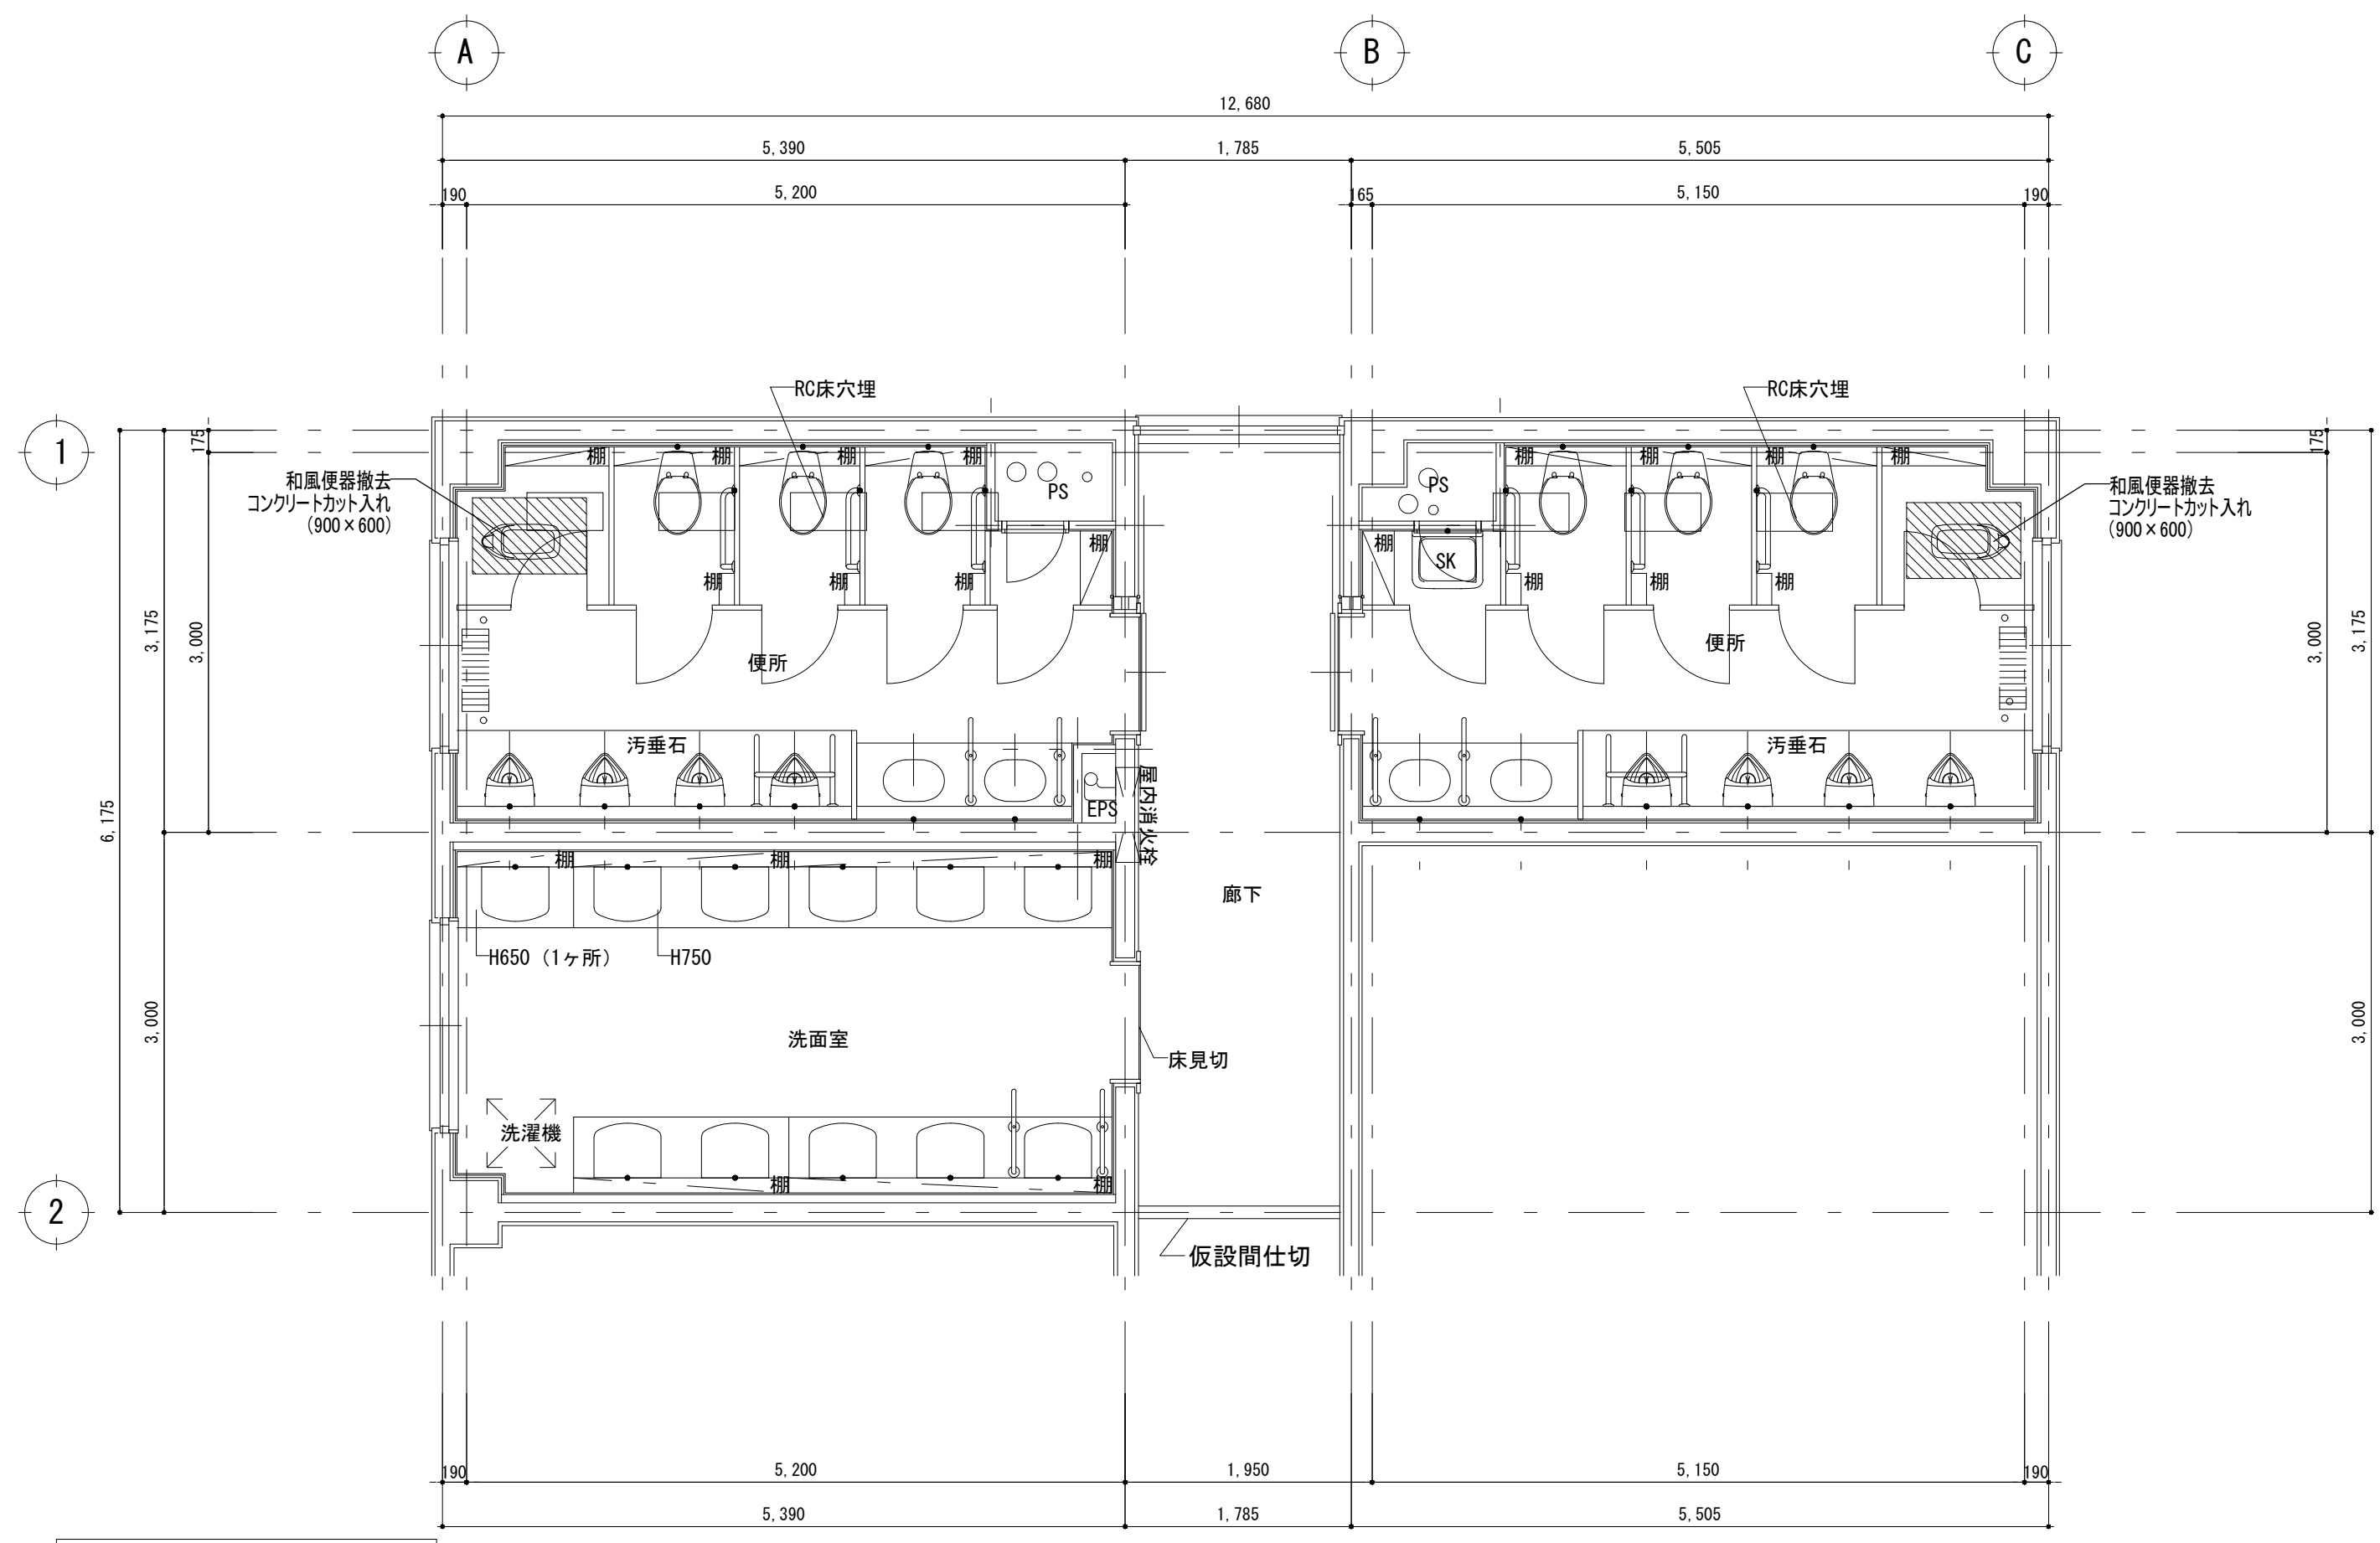 A
B
C
12,680
5,390
1,785
5,505
190
5,200
165
5,150
190
RC床穴埋
RC床穴埋
1
175
175
和風便器撤去
コンクリートカット入れ
(900×600)
和風便器撤去
コンクリートカット入れ
(900×600)
棚
棚
棚
棚
PS
棚
棚
棚
棚
PS
棚
棚
棚
棚
棚
SK
棚
棚
棚
3,175
3,000
便所
便所
3,000
3,175
汚垂石
汚垂石
EPS
屋内消火栓
6,175
棚
棚
棚
廊下
H650 (1ヶ所)
H750
3,000
洗面室
床見切
3,000
洗濯機
棚
棚
2
仮設間仕切
190
5,200
1,950
5,150
190
5,390
1,785
5,505